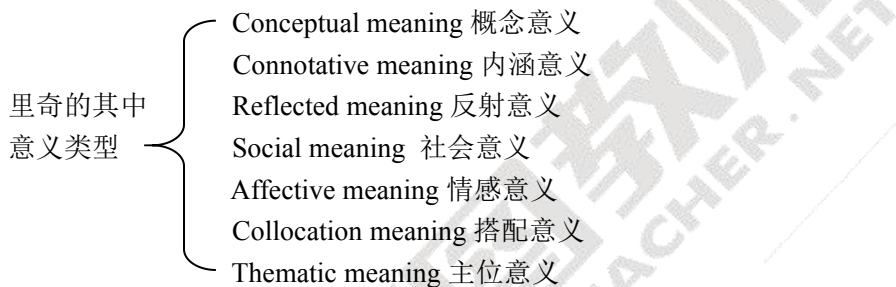 Conceptual meaning 概念意义
Connotative meaning 内涵意义
里奇的其中
Reflected meaning 反射意义
意义类型
Social meaning 社会意义
Affective meaning 情感意义
Collocation meaning 搭配意义
Thematic meaning 主位意义